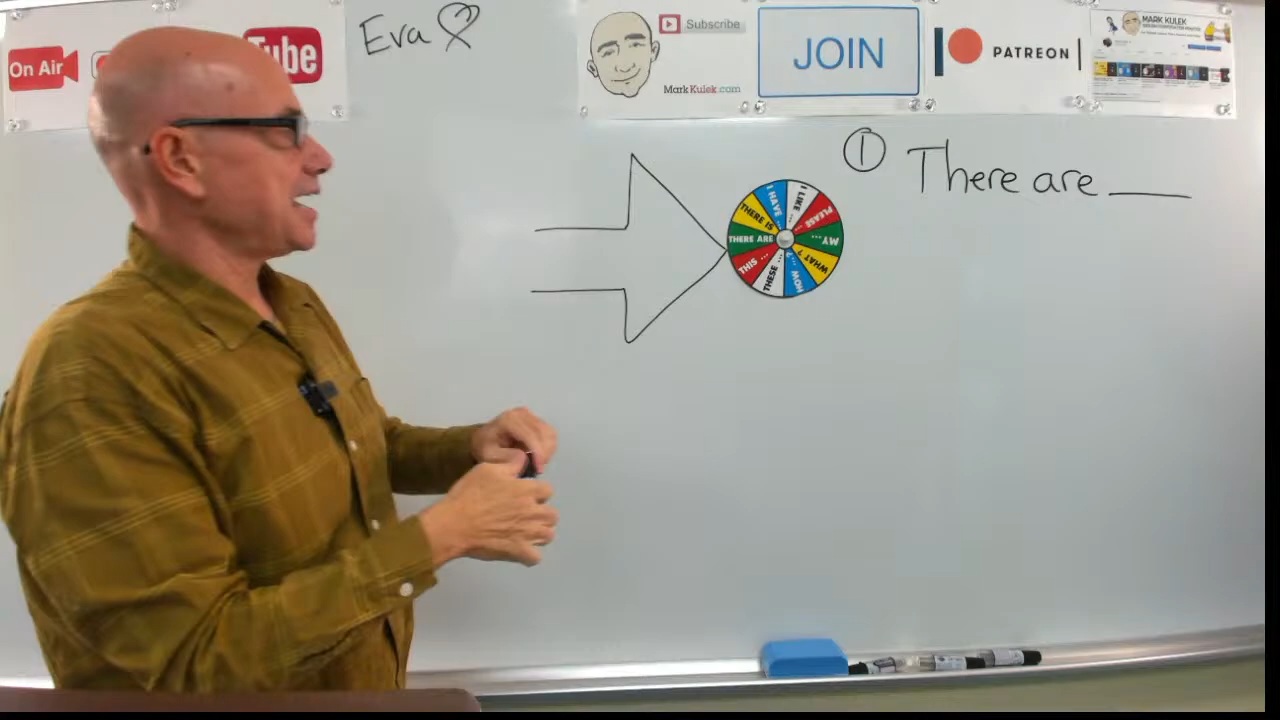 On Air
Tube
Eva
Subscribe
MarkKulek.com
JOIN
PATREON
MARK KULEK
① There are ____
I HAVE ...
I LIKE ...
PLEASE ...
MY ...
WHAT ?
HOW ...?
THESE ...
THIS ...
THERE ARE
THERE IS